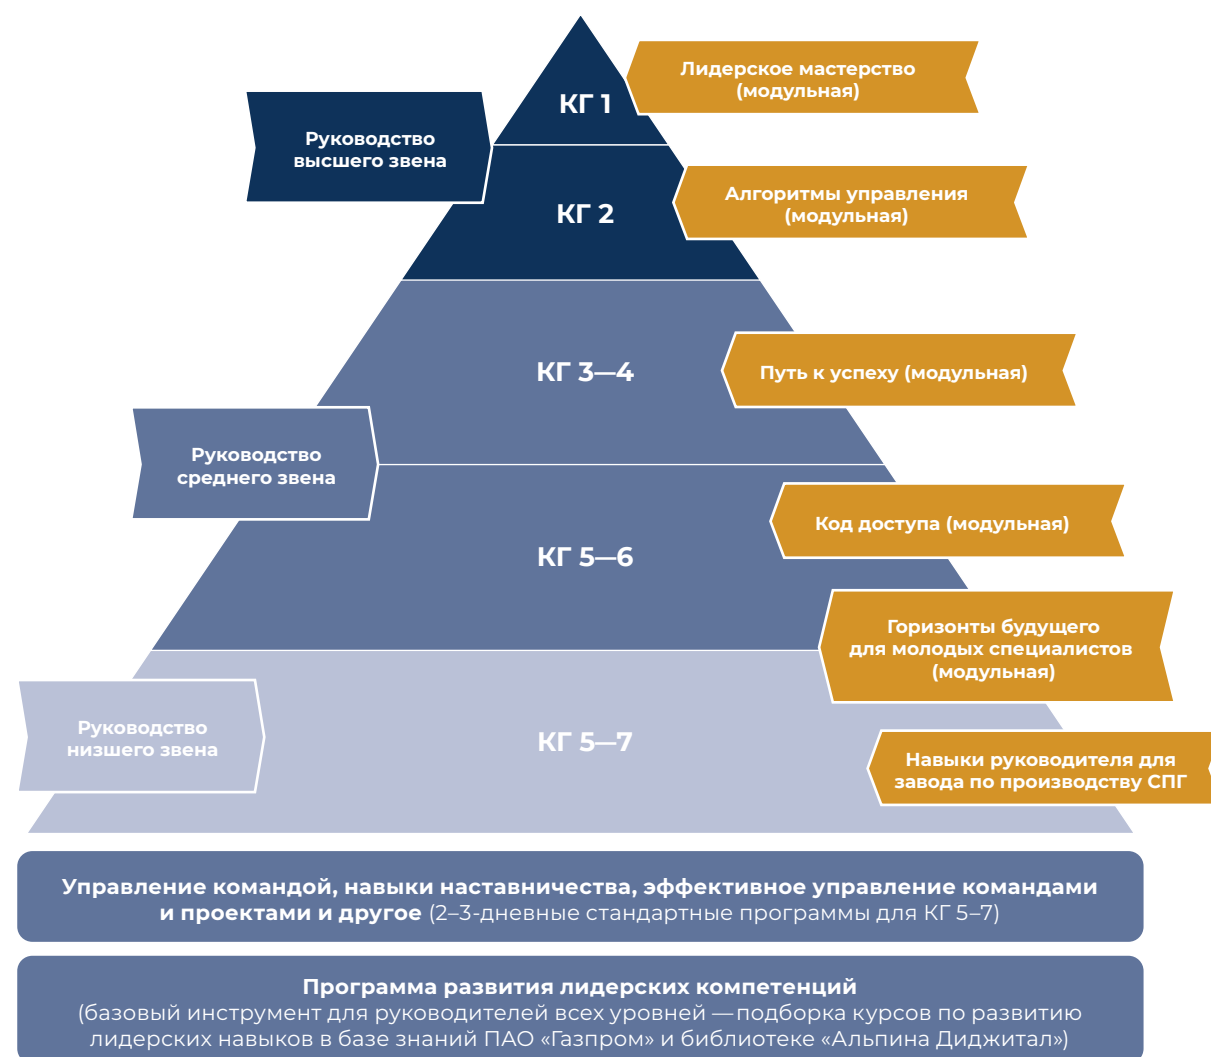 КГ 1
Лидерское мастерство
(модульная)
Руководство
высшего звена
КГ 2
Алгоритмы управления
(модульная)
КГ 3—4
Путь к успеху (модульная)
Руководство
среднего звена
КГ 5—6
Код доступа (модульная)
Горизонты будущего
для молодых специалистов
(модульная)
Руководство
низшего звена
КГ 5—7
Навыки руководителя для
завода по производству СПГ
Управление командой, навыки наставничества, эффективное управление командами
и проектами и другое (2–3-дневные стандартные программы для КГ 5–7)
Программа развития лидерских компетенций
(базовый инструмент для руководителей всех уровней — подборка курсов по развитию
лидерских навыков в базе знаний ПАО «Газпром» и библиотеке «Альпина Диджитал»)